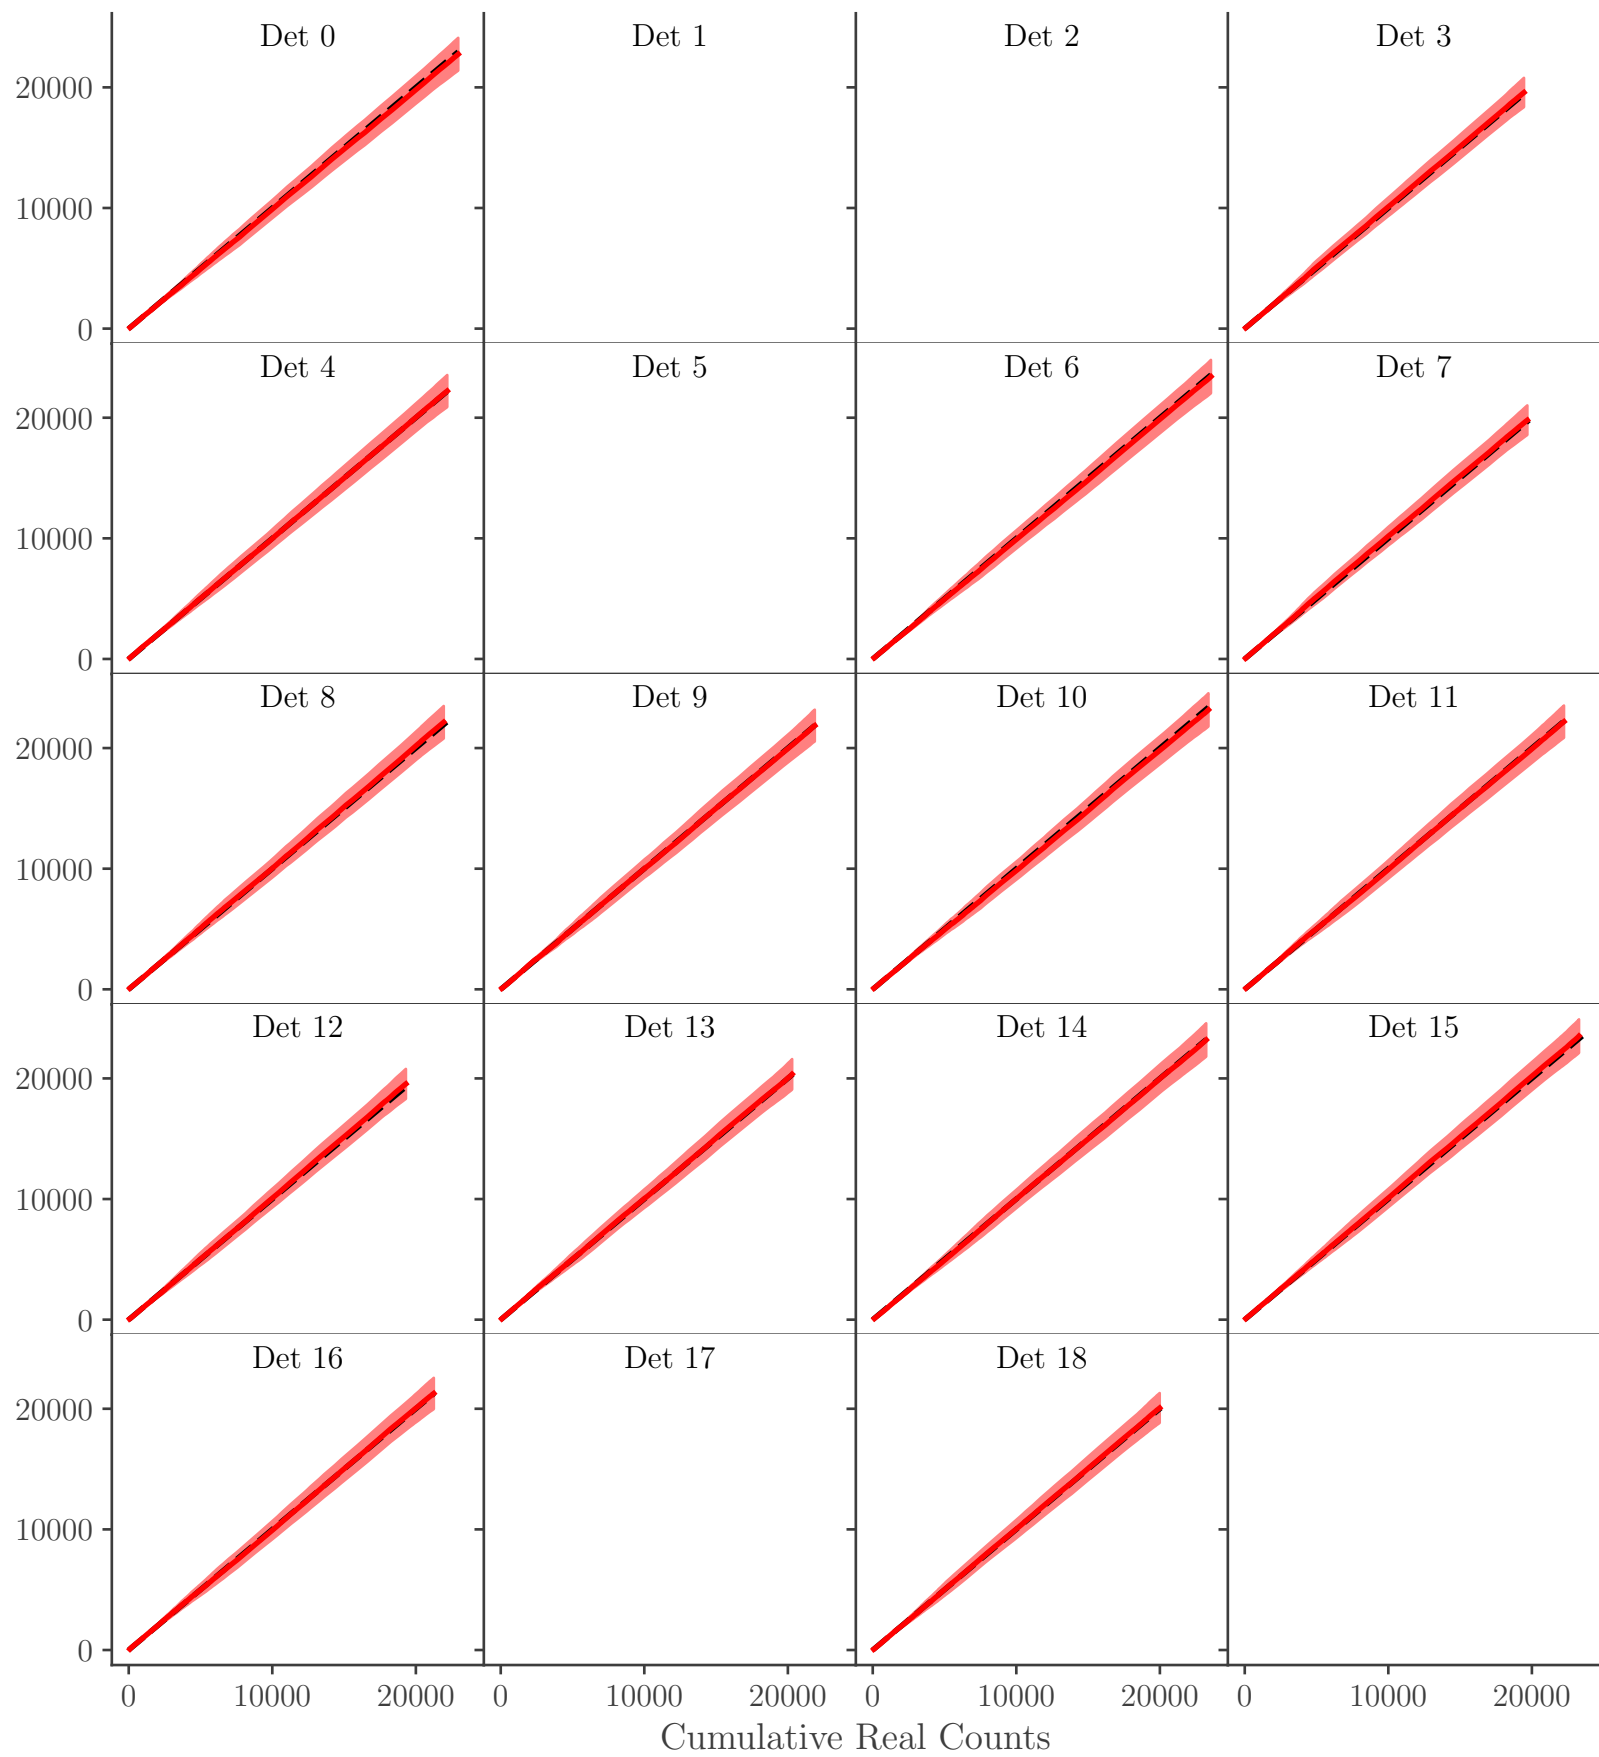 Det 0 Det 1 Det 2 Det 3
20000
10000
0
Det 4 Det 5 Det 6 Det 7
20000
10000
0
Det 8 Det 9 Det 10 Det 11
20000
10000
0
Det 12 Det 13 Det 14 Det 15
20000
10000
0
Det 16 Det 17 Det 18
20000
10000
0
0 10000 20000 0 10000 20000 0 10000 20000 0 10000 20000
Cumulative Real Counts